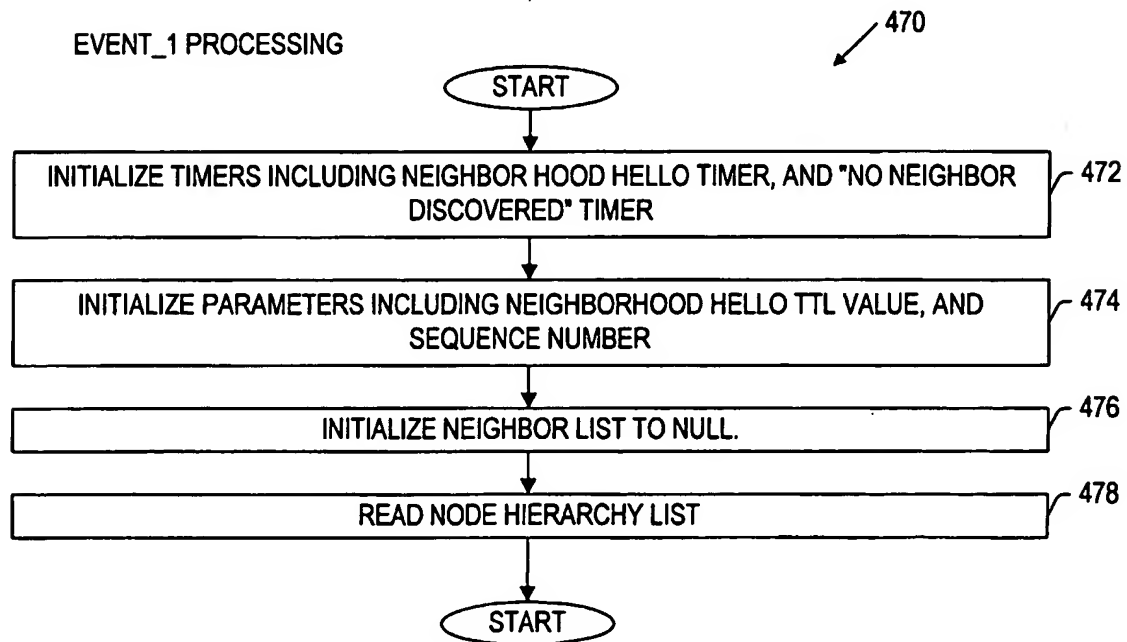 EVENT_1 PROCESSING
470
START
INITIALIZE TIMERS INCLUDING NEIGHBOR HOOD HELLO TIMER, AND "NO NEIGHBOR
DISCOVERED" TIMER
472
INITIALIZE PARAMETERS INCLUDING NEIGHBORHOOD HELLO TTL VALUE, AND
SEQUENCE NUMBER
474
INITIALIZE NEIGHBOR LIST TO NULL.
476
READ NODE HIERARCHY LIST
478
START